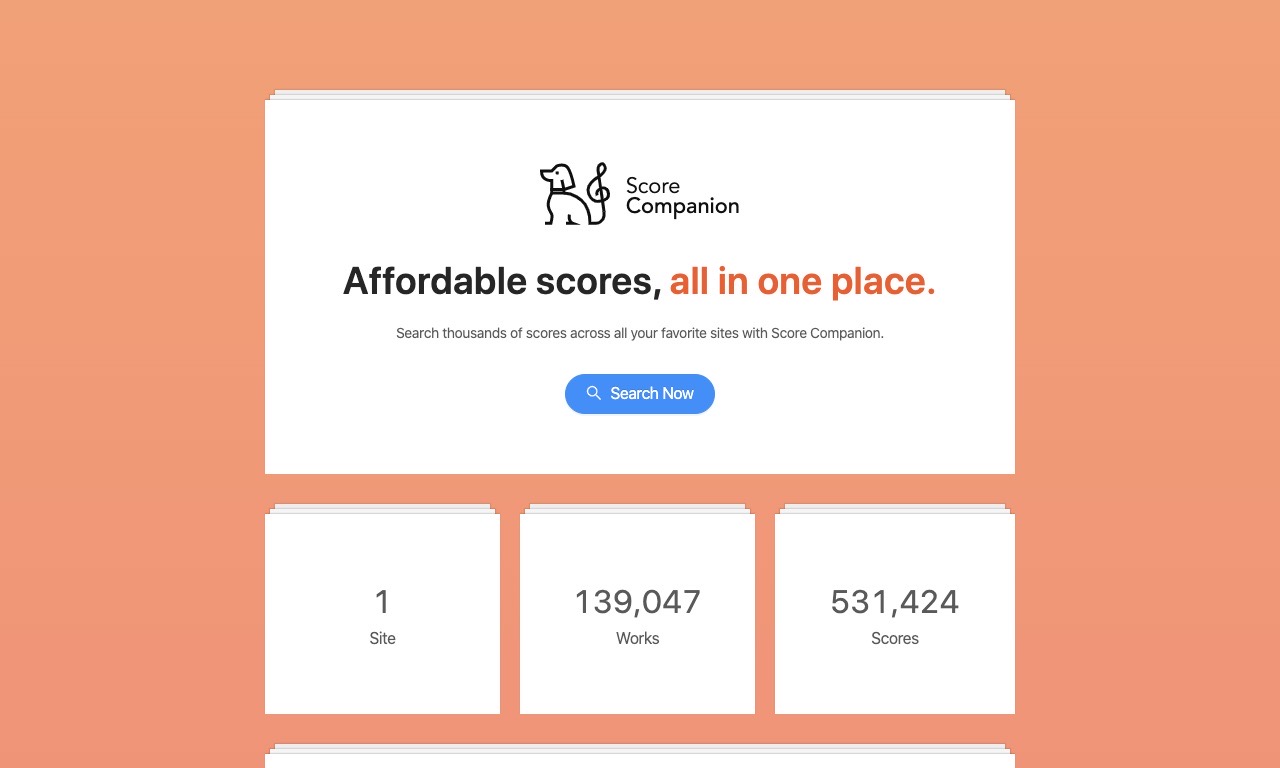 Score
Companion
Affordable scores, all in one place.
Search thousands of scores across all your favorite sites with Score Companion.
Search Now
1
Site
139,047
Works
531,424
Scores